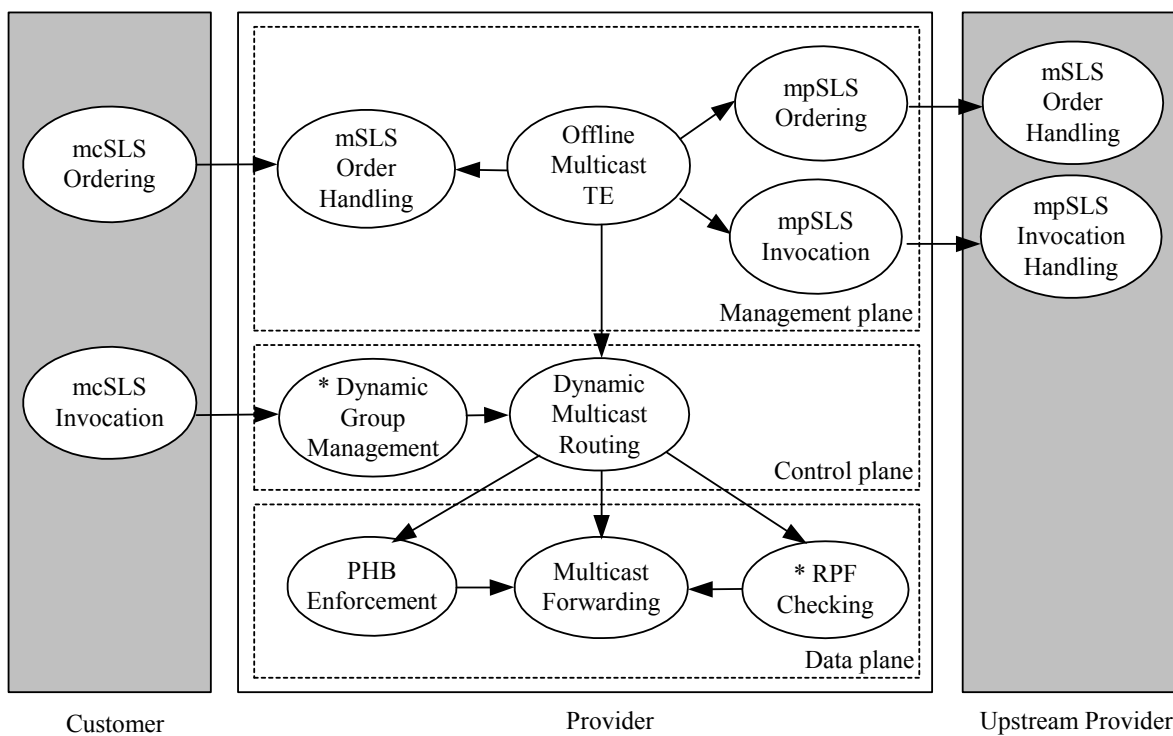 mcSLS
Ordering
mSLS
Order
Handling
Offline
Multicast
TE
mpSLS
Ordering
mpSLS
Invocation
mSLS
Order
Handling
mpSLS
Invocation
Handling
Management plane
mcSLS
Invocation
* Dynamic
Group
Management
Dynamic
Multicast
Routing
Control plane
PHB
Enforcement
Multicast
Forwarding
* RPF
Checking
Data plane
Customer
Provider
Upstream Provider